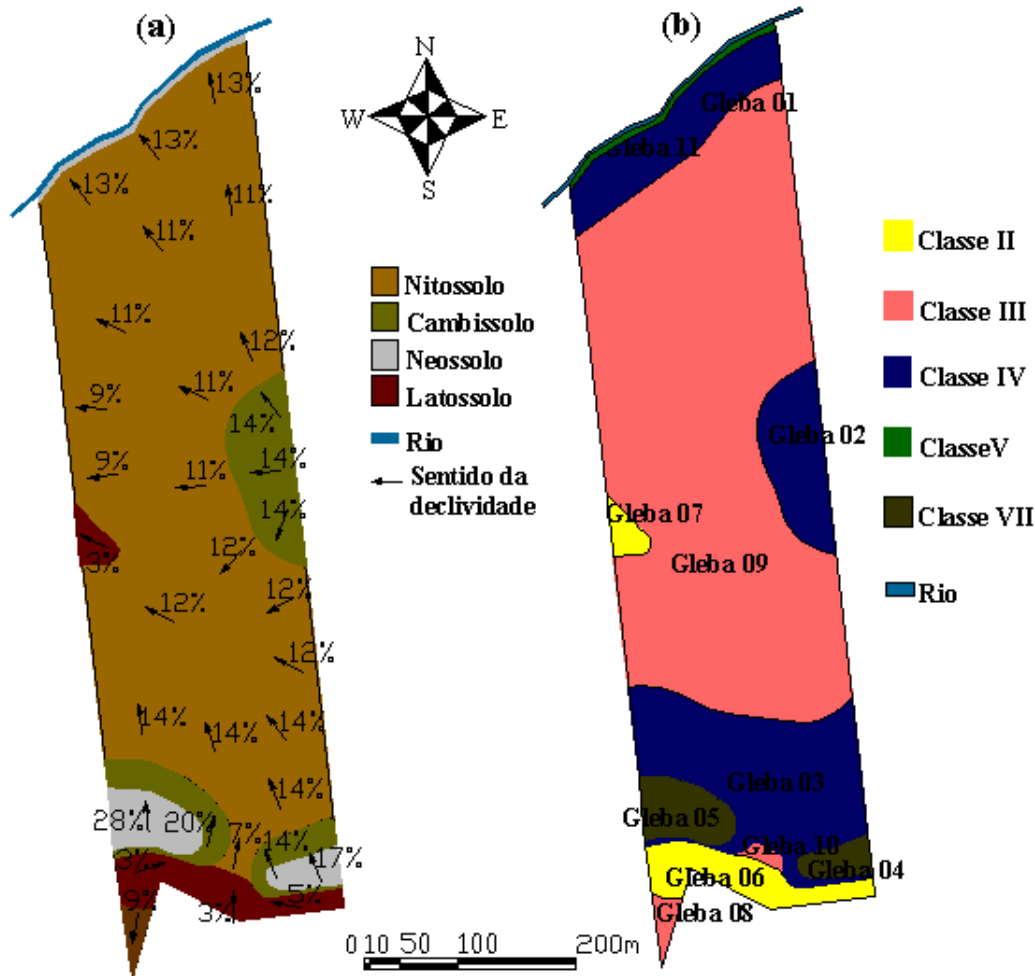 (a)
N
W E
S
13%
13%
13%
11%
11%
11%
12%
9%
11%
14%
9%
11%
14%
14%
3%
12%
12%
12%
12%
14%
14%
14%
14%
28%
20%
7%
14%
17%
3%
9%
3%
5%
Nitossolo
Cambissolo
Neossolo
Latossolo
Rio
Sentido da
declividade
0 10 50 100 200m
(b)
Gleba 01
Gleba 11
Gleba 02
Gleba 07
Gleba 09
Gleba 03
Gleba 05
Gleba 10
Gleba 04
Gleba 06
Gleba 08
Classe II
Classe III
Classe IV
ClasseV
Classe VII
Rio